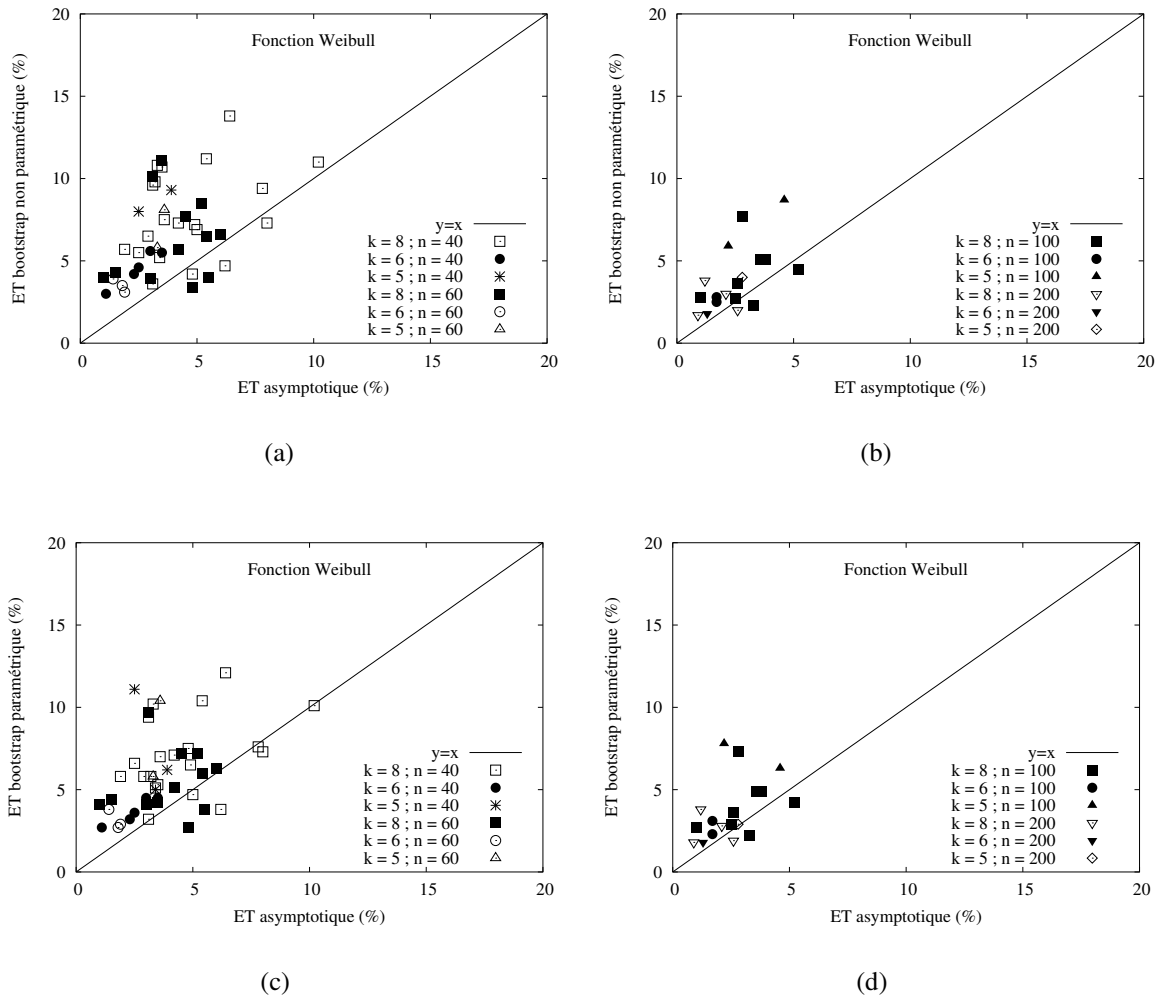 20
15
10
5
0
0 5 10 15 20
ET bootstrap non paramétrique (%)
ET asymptotique (%)
Fonction Weibull
y=x
k = 8 ; n = 40
k = 6 ; n = 40
k = 5 ; n = 40
k = 8 ; n = 60
k = 6 ; n = 60
k = 5 ; n = 60
(a)
20
15
10
5
0
0 5 10 15 20
ET bootstrap non paramétrique (%)
ET asymptotique (%)
Fonction Weibull
y=x
k = 8 ; n = 100
k = 6 ; n = 100
k = 5 ; n = 100
k = 8 ; n = 200
k = 6 ; n = 200
k = 5 ; n = 200
(b)
20
15
10
5
0
0 5 10 15 20
ET bootstrap paramétrique (%)
ET asymptotique (%)
Fonction Weibull
y=x
k = 8 ; n = 40
k = 6 ; n = 40
k = 5 ; n = 40
k = 8 ; n = 60
k = 6 ; n = 60
k = 5 ; n = 60
(c)
20
15
10
5
0
0 5 10 15 20
ET bootstrap paramétrique (%)
ET asymptotique (%)
Fonction Weibull
y=x
k = 8 ; n = 100
k = 6 ; n = 100
k = 5 ; n = 100
k = 8 ; n = 200
k = 6 ; n = 200
k = 5 ; n = 200
(d)